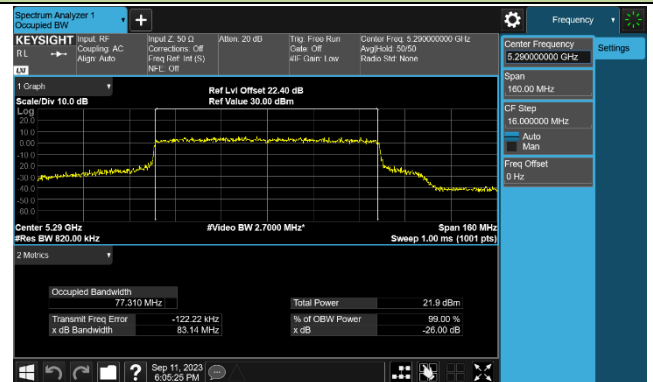 Spectrum Analyzer 1
Occupied BW
Frequency
KEYSIGHT
RL
LXI
Input: RF
Coupling: AC
Align: Auto
Input Z: 50 Ω
Corrections: Off
Freq Ref: Int (S)
NFE: Off
Atten: 20 dB
Trig: Free Run
Gate: Off
#IF Gain: Low
Center Freq: 5.290000000 GHz
Avg|Hold: 50/50
Radio Std: None
Center Frequency
5.290000000 GHz
Settings
Span
160.00 MHz
CF Step
16.000000 MHz
Auto
Man
Freq Offset
0 Hz
1 Graph
Scale/Div 10.0 dB
Ref Lvl Offset 22.40 dB
Ref Value 30.00 dBm
Log
20.0
10.0
0.00
-10.0
-20.0
-30.0
-40.0
-50.0
-60.0
Center 5.29 GHz
#Video BW 2.7000 MHz*
Span 160 MHz
#Res BW 820.00 kHz
Sweep 1.00 ms (1001 pts)
2 Metrics
Occupied Bandwidth
77.310 MHz
Total Power 21.9 dBm
Transmit Freq Error -122.22 kHz
% of OBW Power 99.00 %
x dB Bandwidth 83.14 MHz
x dB -26.00 dB
?
Sep 11, 2023
6:05:25 PM